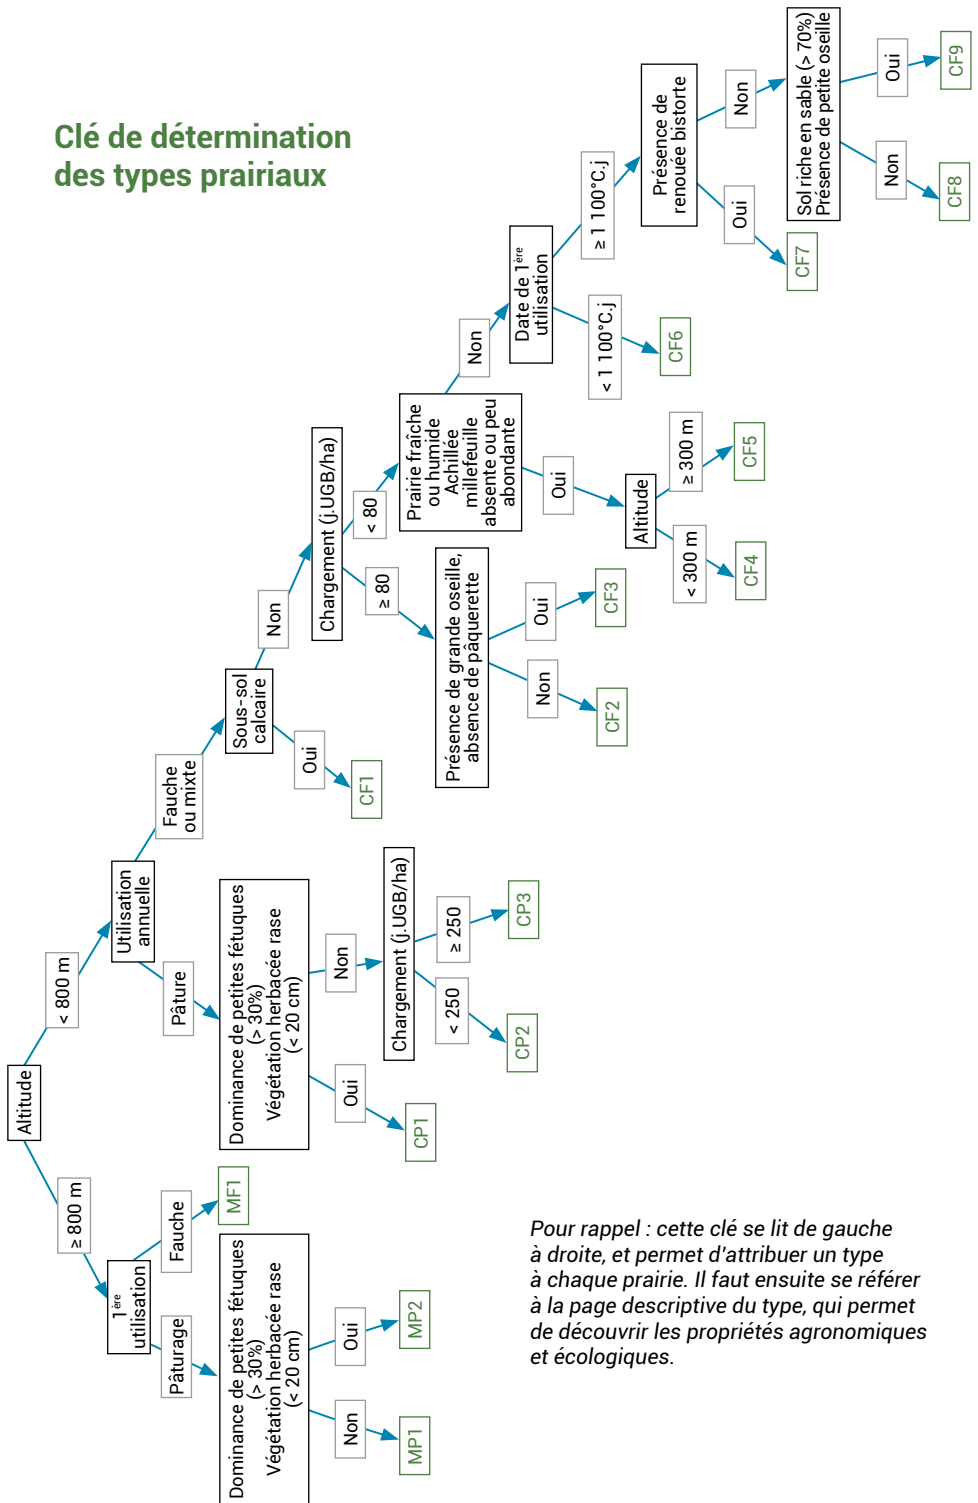 Clé de détermination
des types prairiaux
Altitude
≥ 800 m
< 800 m
1ère
utilisation
Pâturage
Fauche
MF1
Dominance de petites fétuques
(> 30%)
Végétation herbacée rase
(< 20 cm)
Non
Oui
MP1
MP2
Utilisation
annuelle
Pâture
Fauche
ou mixte
Dominance de petites fétuques
(> 30%)
Végétation herbacée rase
(< 20 cm)
Oui
Non
CP1
Chargement (j.UGB/ha)
< 250
≥ 250
CP2
CP3
Sous-sol
calcaire
Oui
Non
CF1
Chargement (j.UGB/ha)
≥ 80
< 80
Présence de grande oseille,
absence de pâquerette
Non
Oui
CF2
CF3
Prairie fraîche
ou humide
Achillée
millefeuille
absente ou peu
abondante
Oui
Non
Altitude
< 300 m
≥ 300 m
CF4
CF5
Date de 1ère
utilisation
< 1 100°C.j
≥ 1 100°C.j
CF6
Présence de
renouée bistorte
Oui
Non
CF7
Sol riche en sable (> 70%)
Présence de petite oseille
Non
Oui
CF8
CF9
Pour rappel : cette clé se lit de gauche
à droite, et permet d'attribuer un type
à chaque prairie. Il faut ensuite se référer
à la page descriptive du type, qui permet
de découvrir les propriétés agronomiques
et écologiques.